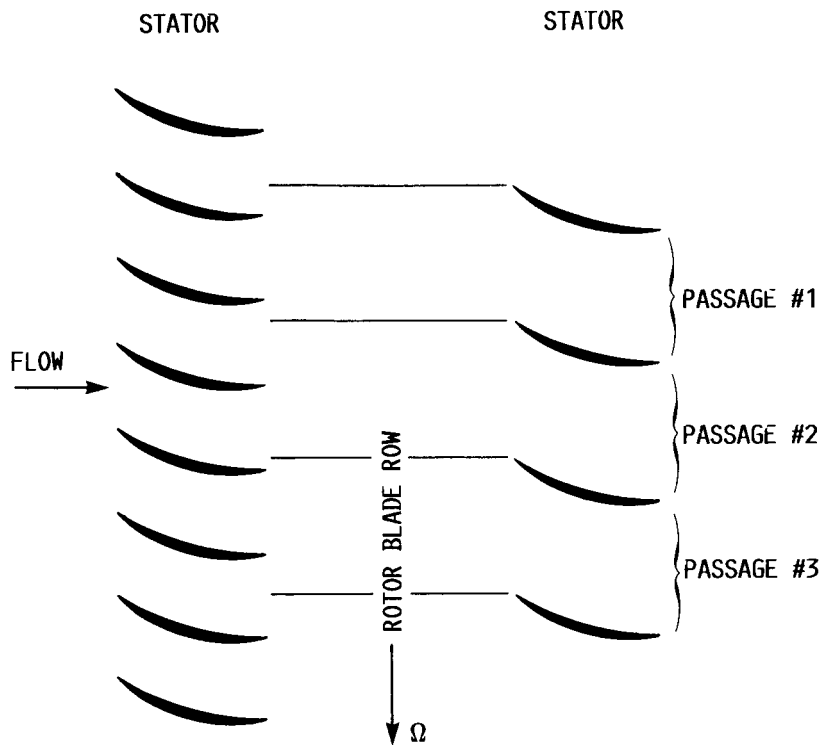 STATOR
STATOR
PASSAGE #1
FLOW
PASSAGE #2
ROTOR BLADE ROW
PASSAGE #3
Ω